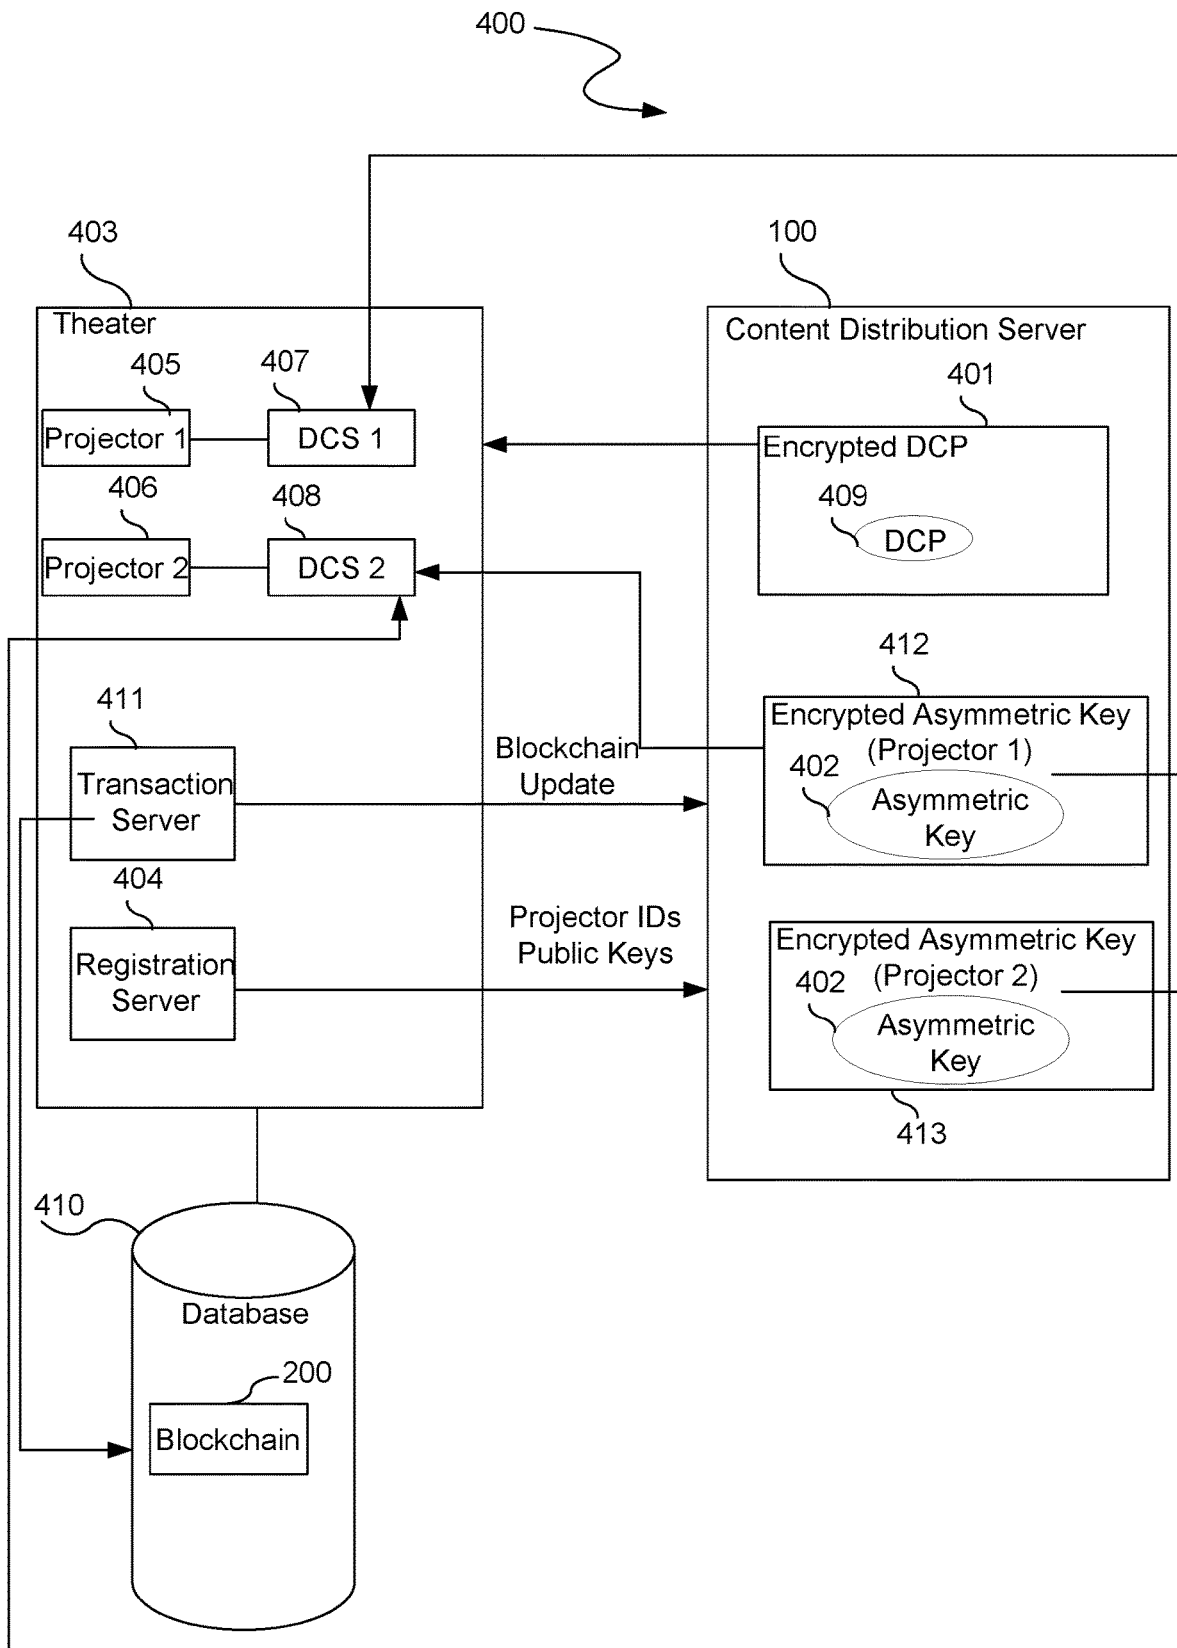 400
403
100
Theater
Content Distribution Server
405
407
401
Projector 1
DCS 1
Encrypted DCP
406
408
409
DCP
Projector 2
DCS 2
412
411
Encrypted Asymmetric Key
(Projector 1)
Blockchain
Update
402
Transaction
Server
Asymmetric
Key
404
Projector IDs
Public Keys
Encrypted Asymmetric Key
(Projector 2)
Registration
Server
402
Asymmetric
Key
413
410
Database
200
Blockchain